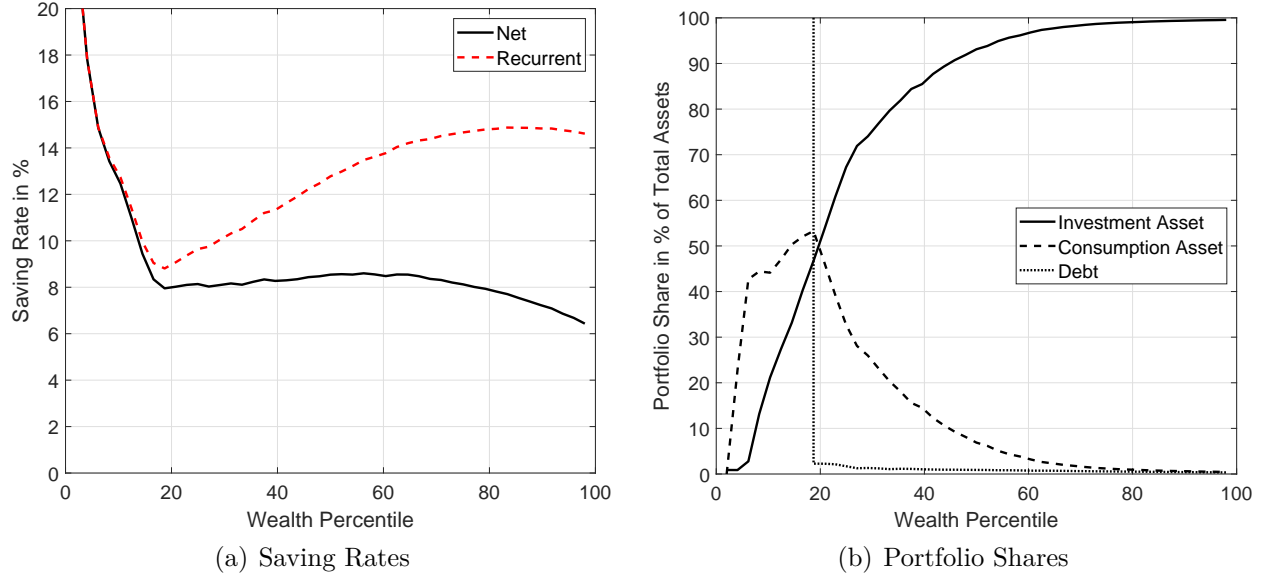 20
18
16
14
12
10
8
6
4
2
0
Saving Rate in %
Net
Recurrent
0 20 40 60 80 100
Wealth Percentile
(a) Saving Rates
100
90
80
70
60
50
40
30
20
10
0
Portfolio Share in % of Total Assets
Investment Asset
Consumption Asset
Debt
0 20 40 60 80 100
Wealth Percentile
(b) Portfolio Shares